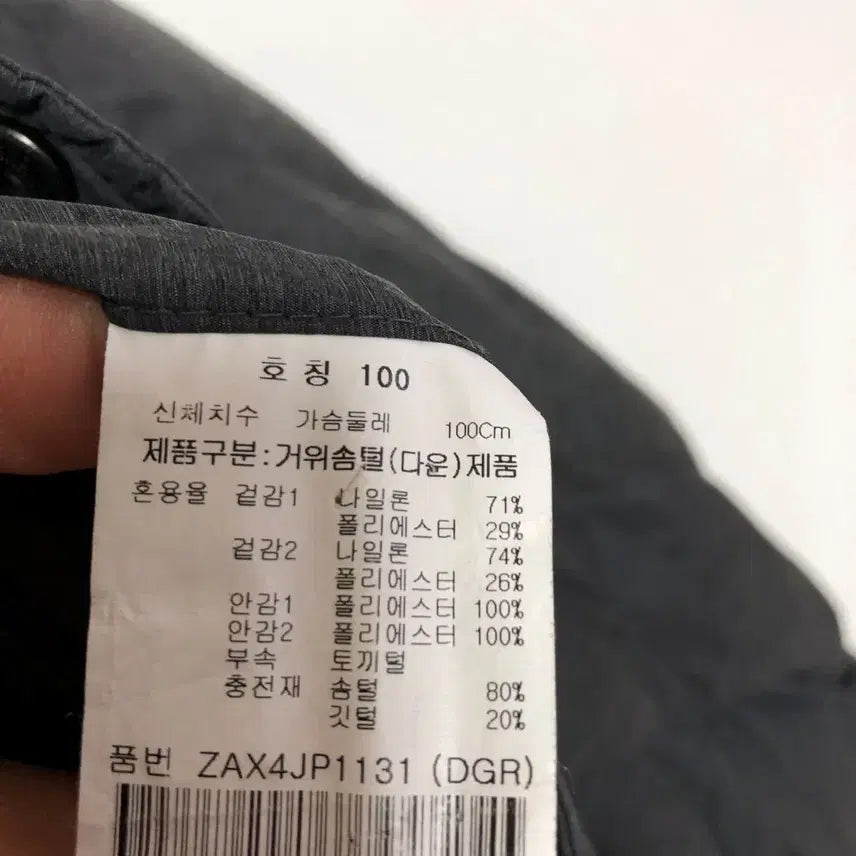 호칭 100
신체치수 가슴둘레 100Cm
제품구분:거위솜털(다운)제품
혼용율 겉감1 나일론 71%
폴리에스터 29%
겉감2 나일론 74%
폴리에스터 26%
안감1 폴리에스터 100%
안감2 폴리에스터 100%
부속 토끼털
충전재 솜털 80%
깃털 20%
품번 ZAX4JP1131 (DGR)